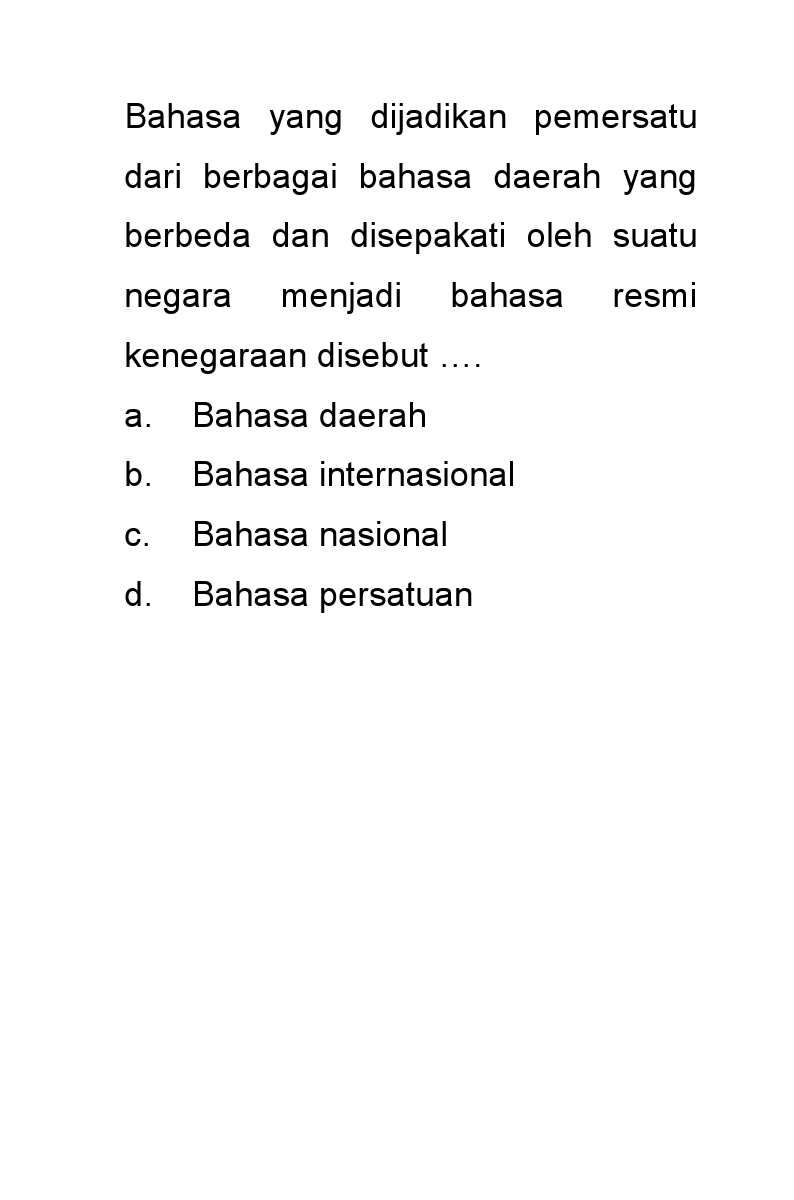 Bahasa yang dijadikan pemersatu
dari berbagai bahasa daerah yang
berbeda dan disepakati oleh suatu
negara menjadi bahasa resmi
kenegaraan disebut ….
a. Bahasa daerah
b. Bahasa internasional
c. Bahasa nasional
d. Bahasa persatuan